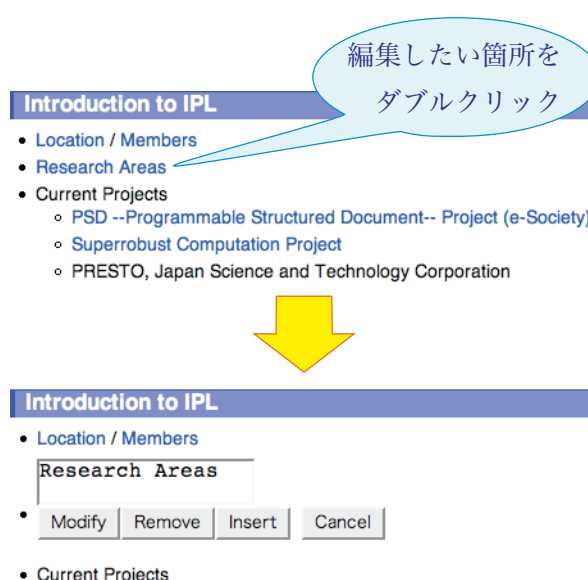 編集したい箇所を
ダブルクリック
Introduction to IPL
Location / Members
Research Areas
Current Projects
PSD --Programmable Structured Document-- Project (e-Society)
Superrobust Computation Project
PRESTO, Japan Science and Technology Corporation
Introduction to IPL
Location / Members
Research Areas
Modify Remove Insert Cancel
Current Projects